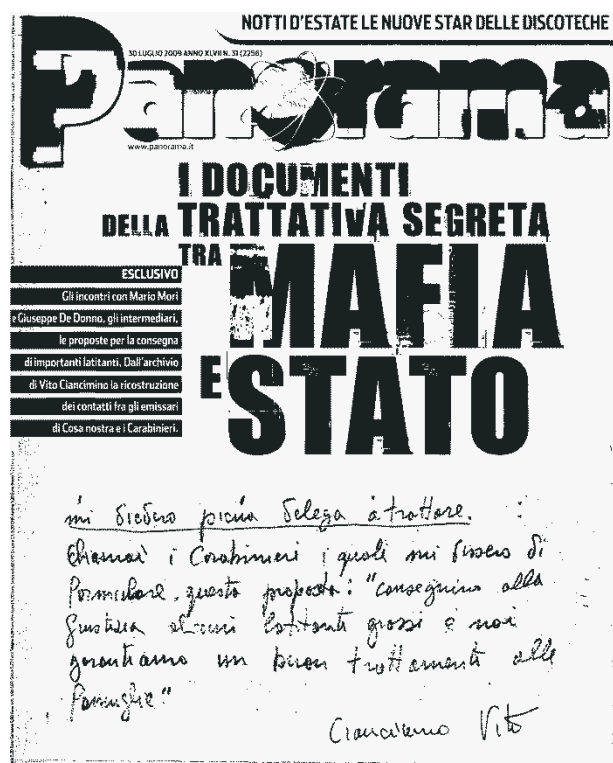 NOTTI D'ESTATE LE NUOVE STAR DELLE DISCOTECHE
30 LUGLIO 2009 ANNO XLVII N. 31 (2256)
Panorama
www.panorama.it
I DOCUMENTI
DELLA TRATTATIVA SEGRETA
TRA MAFIA
E STATO
ESCLUSIVO
Gli incontri con Mario Mori
e Giuseppe De Donno, gli intermediari,
le proposte per la consegna
di importanti latitanti. Dall'archivio
di Vito Ciancimino la ricostruzione
dei contatti fra gli emissari
di Cosa nostra e i Carabinieri.
mi diedero piena delega a trattare.
Chiamai i Carabinieri i quali mi dissero di
formulare questa proposta: "consegnino alla
giustizia alcuni latitanti grossi e noi
garantiamo un buon trattamento alle
famiglie"
Ciancimino Vito